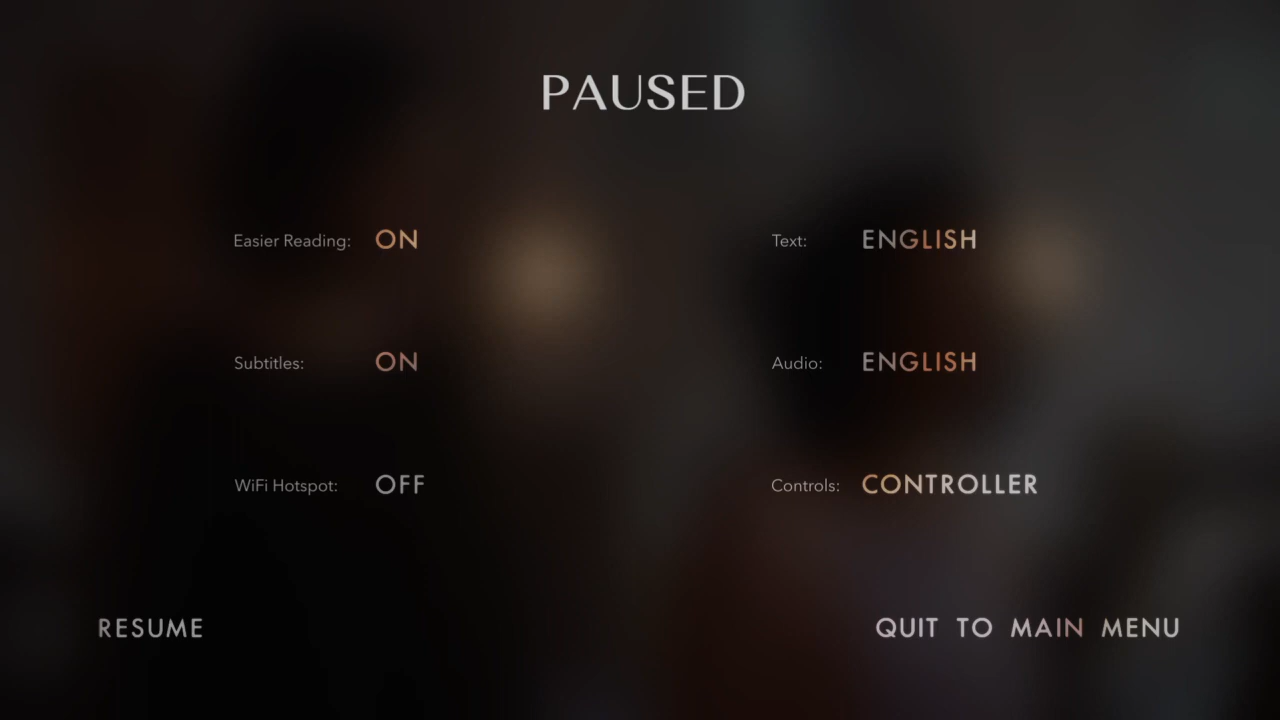 PAUSED
Easier Reading: ON
Text: ENGLISH
Subtitles: ON
Audio: ENGLISH
WiFi Hotspot: OFF
Controls: CONTROLLER
RESUME
QUIT TO MAIN MENU